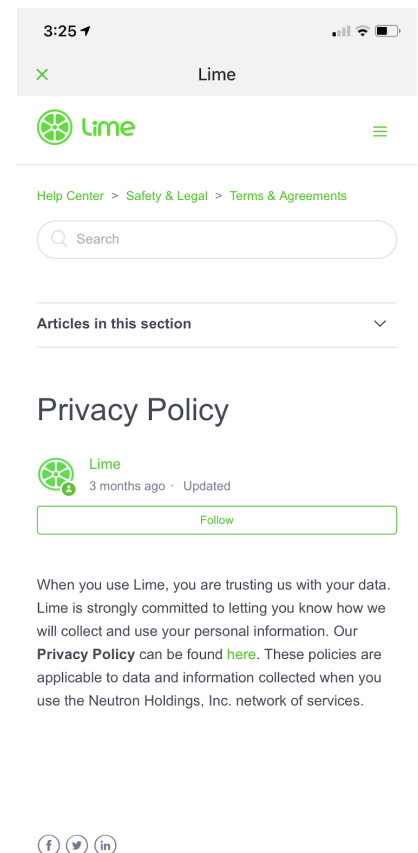 3:25
Lime
Lime
Help Center > Safety & Legal > Terms & Agreements
Search
Articles in this section
Privacy Policy
Lime
3 months ago · Updated
Follow
When you use Lime, you are trusting us with your data.
Lime is strongly committed to letting you know how we
will collect and use your personal information. Our
Privacy Policy can be found here. These policies are
applicable to data and information collected when you
use the Neutron Holdings, Inc. network of services.